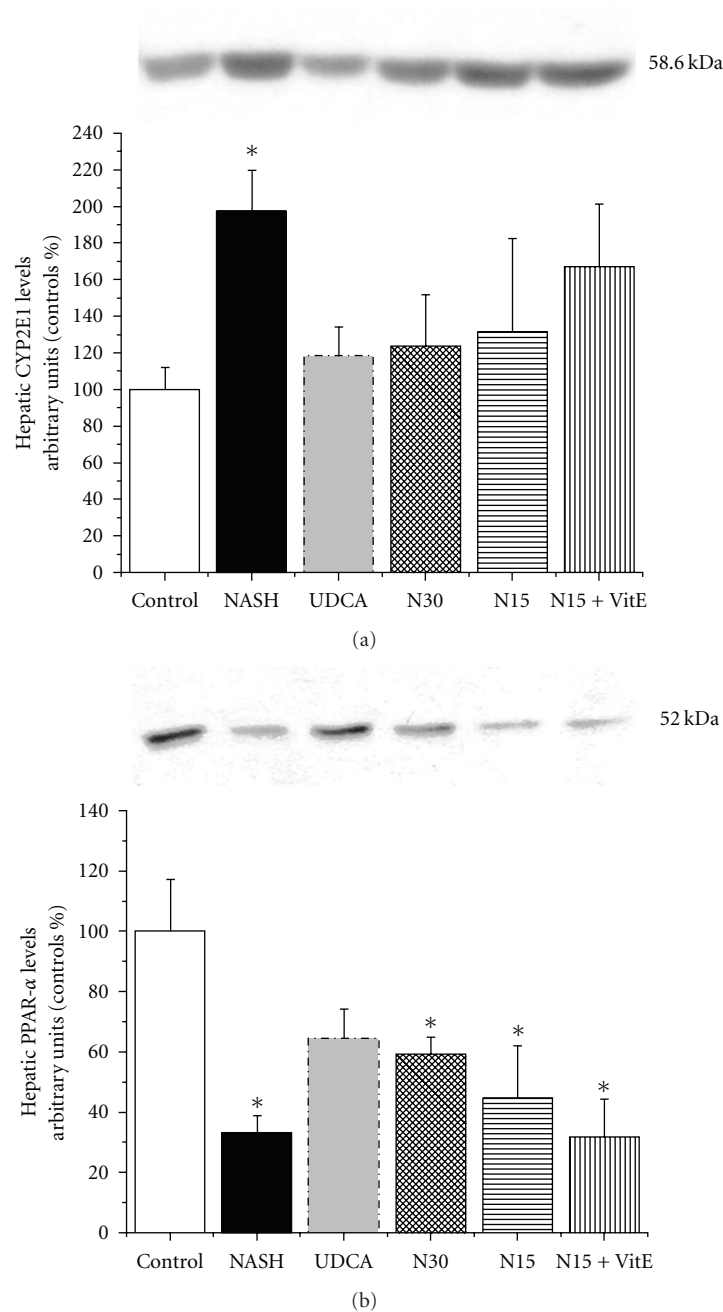 58.6 kDa
240
220
200
180
160
140
120
100
80
60
40
20
0
Hepatic CYP2E1 levels
arbitrary units (controls %)
*
Control NASH UDCA N30 N15 N15 + VitE
(a)
52 kDa
140
120
100
80
60
40
20
0
Hepatic PPAR-α levels
arbitrary units (controls %)
* * * *
Control NASH UDCA N30 N15 N15 + VitE
(b)